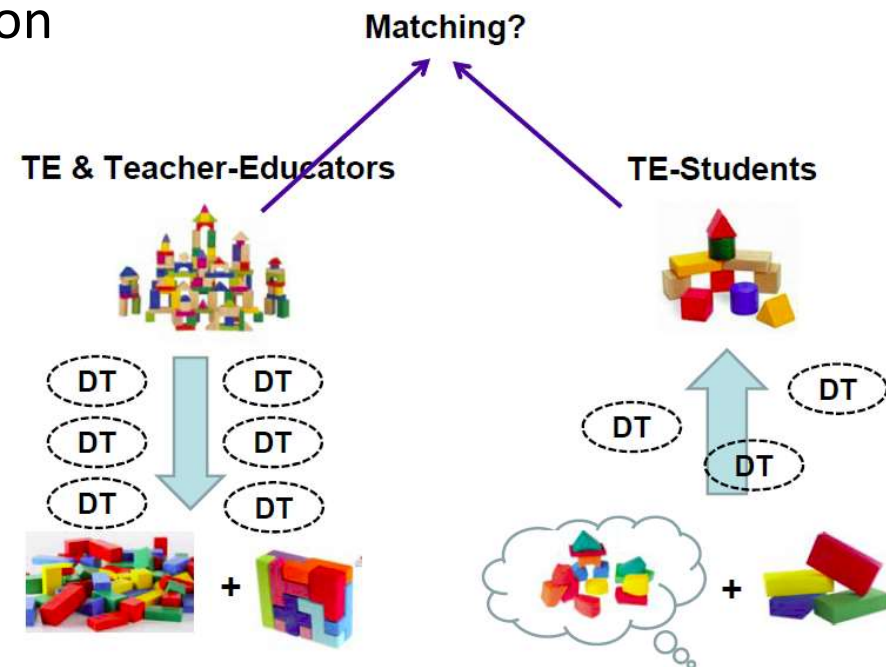 on
Matching?
TE & Teacher-Educators
TE-Students
DT
DT
DT
DT
DT
DT
DT
DT
DT
+
+